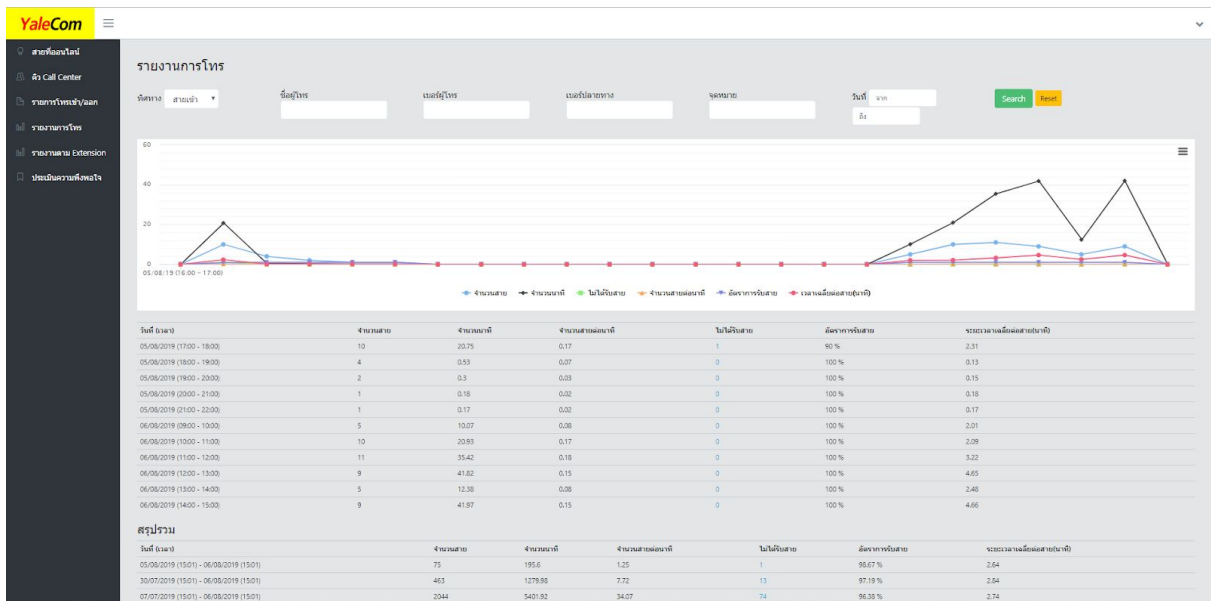 YaleCom
สายที่ออนไลน์
คิว Call Center
รายการโทรเข้า/ออก
รายงานการโทร
รายงานตาม Extension
ประเมินความพึงพอใจ
รายงานการโทร
ทิศทาง สายเข้า ชื่อผู้โทร เบอร์ผู้โทร เบอร์ปลายทาง จุดหมาย วันที่ จาก Search Reset
ถึง
60
40
20
0
05/08/19 (16:00 ~ 17:00)
จำนวนสาย จำนวนนาที ไม่ได้รับสาย จำนวนสายต่อนาที อัตราการรับสาย เวลาเฉลี่ยต่อสาย(นาที)
วันที่ (เวลา) จำนวนสาย จำนวนนาที จำนวนสายต่อนาที ไม่ได้รับสาย อัตราการรับสาย ระยะเวลาเฉลี่ยต่อสาย(นาที)
05/08/2019 (17:00 - 18:00) 10 20.75 0.17 1 90 % 2.31
05/08/2019 (18:00 - 19:00) 4 0.53 0.07 0 100 % 0.13
05/08/2019 (19:00 - 20:00) 2 0.3 0.03 0 100 % 0.15
05/08/2019 (20:00 - 21:00) 1 0.18 0.02 0 100 % 0.18
05/08/2019 (21:00 - 22:00) 1 0.17 0.02 0 100 % 0.17
06/08/2019 (09:00 - 10:00) 5 10.07 0.08 0 100 % 2.01
06/08/2019 (10:00 - 11:00) 10 20.93 0.17 0 100 % 2.09
06/08/2019 (11:00 - 12:00) 11 35.42 0.18 0 100 % 3.22
06/08/2019 (12:00 - 13:00) 9 41.82 0.15 0 100 % 4.65
06/08/2019 (13:00 - 14:00) 5 12.38 0.08 0 100 % 2.48
06/08/2019 (14:00 - 15:00) 9 41.97 0.15 0 100 % 4.66
สรุปรวม
วันที่ (เวลา) จำนวนสาย จำนวนนาที จำนวนสายต่อนาที ไม่ได้รับสาย อัตราการรับสาย ระยะเวลาเฉลี่ยต่อสาย(นาที)
05/08/2019 (15:01) - 06/08/2019 (15:01) 75 195.6 1.25 1 98.67 % 2.64
30/07/2019 (15:01) - 06/08/2019 (15:01) 463 1279.98 7.72 13 97.19 % 2.84
07/07/2019 (15:01) - 06/08/2019 (15:01) 2044 5401.92 34.07 74 96.38 % 2.74